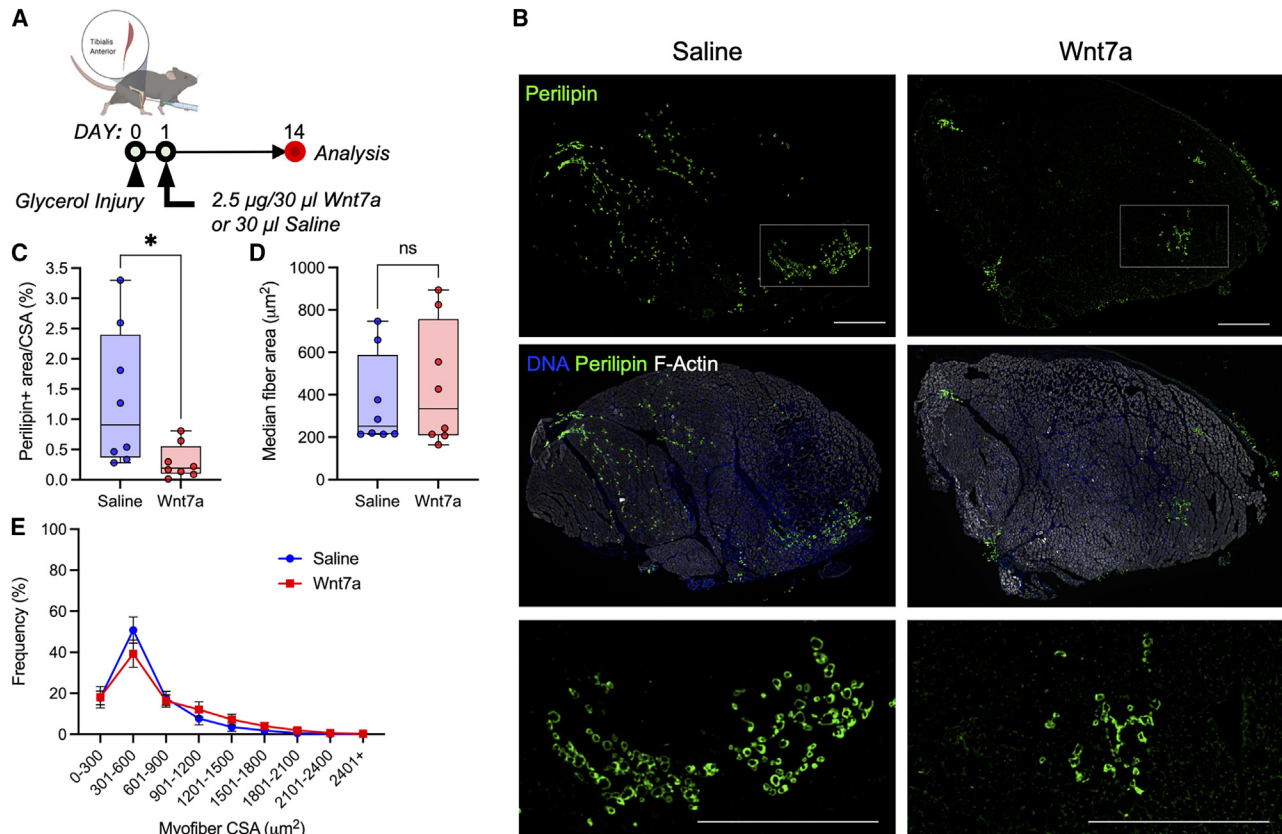 A
Tibialis
Anterior
DAY: 0 1 14
Analysis
Glycerol Injury
2.5 µg/30 µl Wnt7a
or 30 µl Saline
B
Saline Wnt7a
Perilipin
DNA Perilipin F-Actin
C
*
Perilipin+ area/CSA (%)
3.5
3.0
2.5
2.0
1.5
1.0
0.5
0.0
Saline Wnt7a
D
ns
Median fiber area (µm2)
1000
800
600
400
200
0
Saline Wnt7a
E
Frequency (%)
100
80
60
40
20
0
Saline
Wnt7a
0-300
301-600
601-900
901-1200
1201-1500
1501-1800
1801-2100
2101-2400
2401+
Myofiber CSA (µm2)